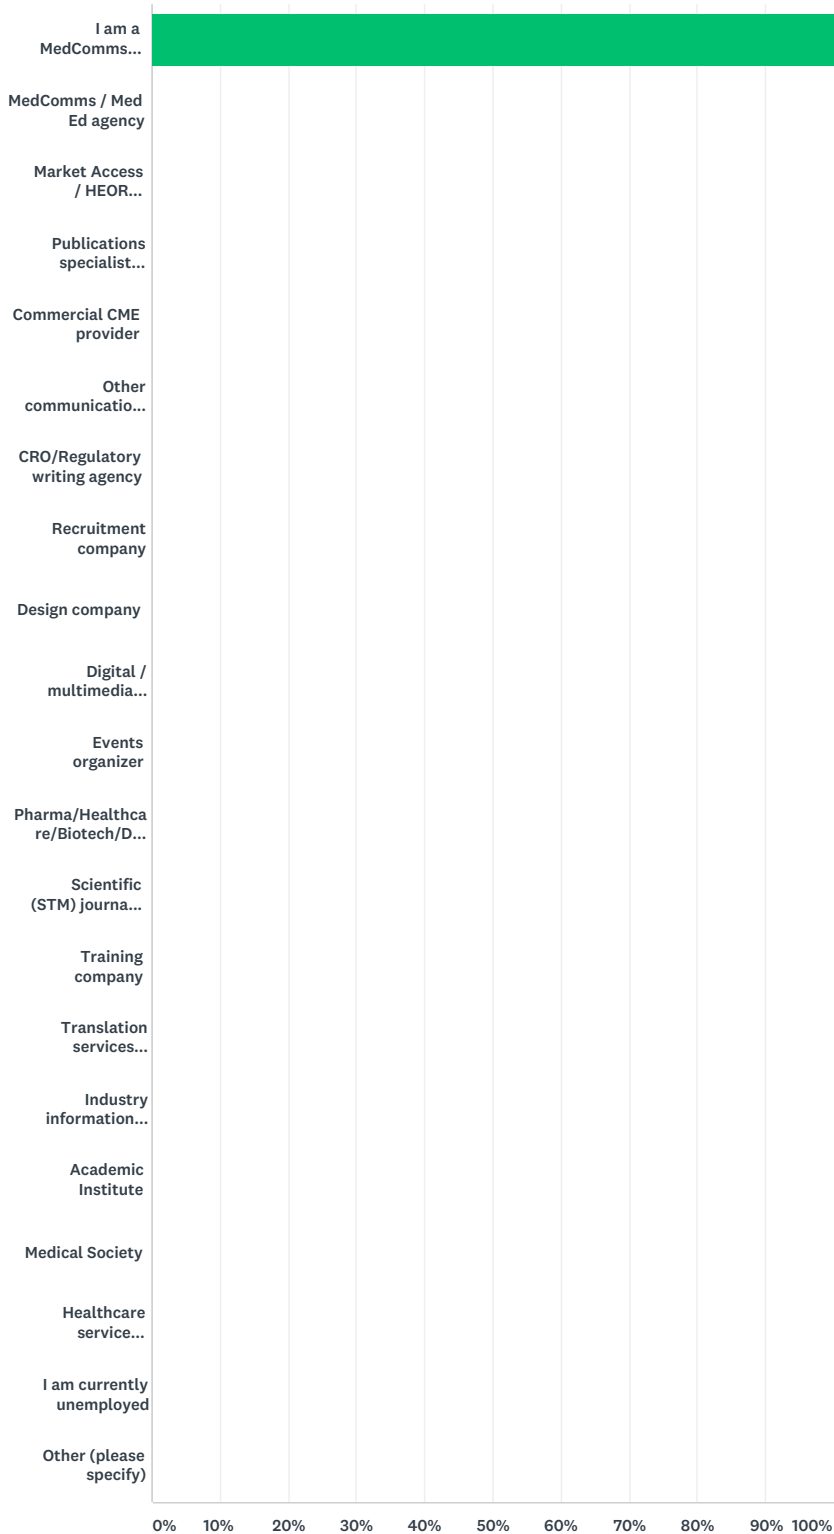 I am a
MedComms...
MedComms / Med
Ed agency
Market Access
/ HEOR...
Publications
specialist...
Commercial CME
provider
Other
communicatio...
CRO/Regulatory
writing agency
Recruitment
company
Design company
Digital /
multimedia...
Events
organizer
Pharma/Healthca
re/Biotech/D...
Scientific
(STM) journa...
Training
company
Translation
services...
Industry
information...
Academic
Institute
Medical Society
Healthcare
service...
I am currently
unemployed
Other (please
specify)
0% 10% 20% 30% 40% 50% 60% 70% 80% 90% 100%